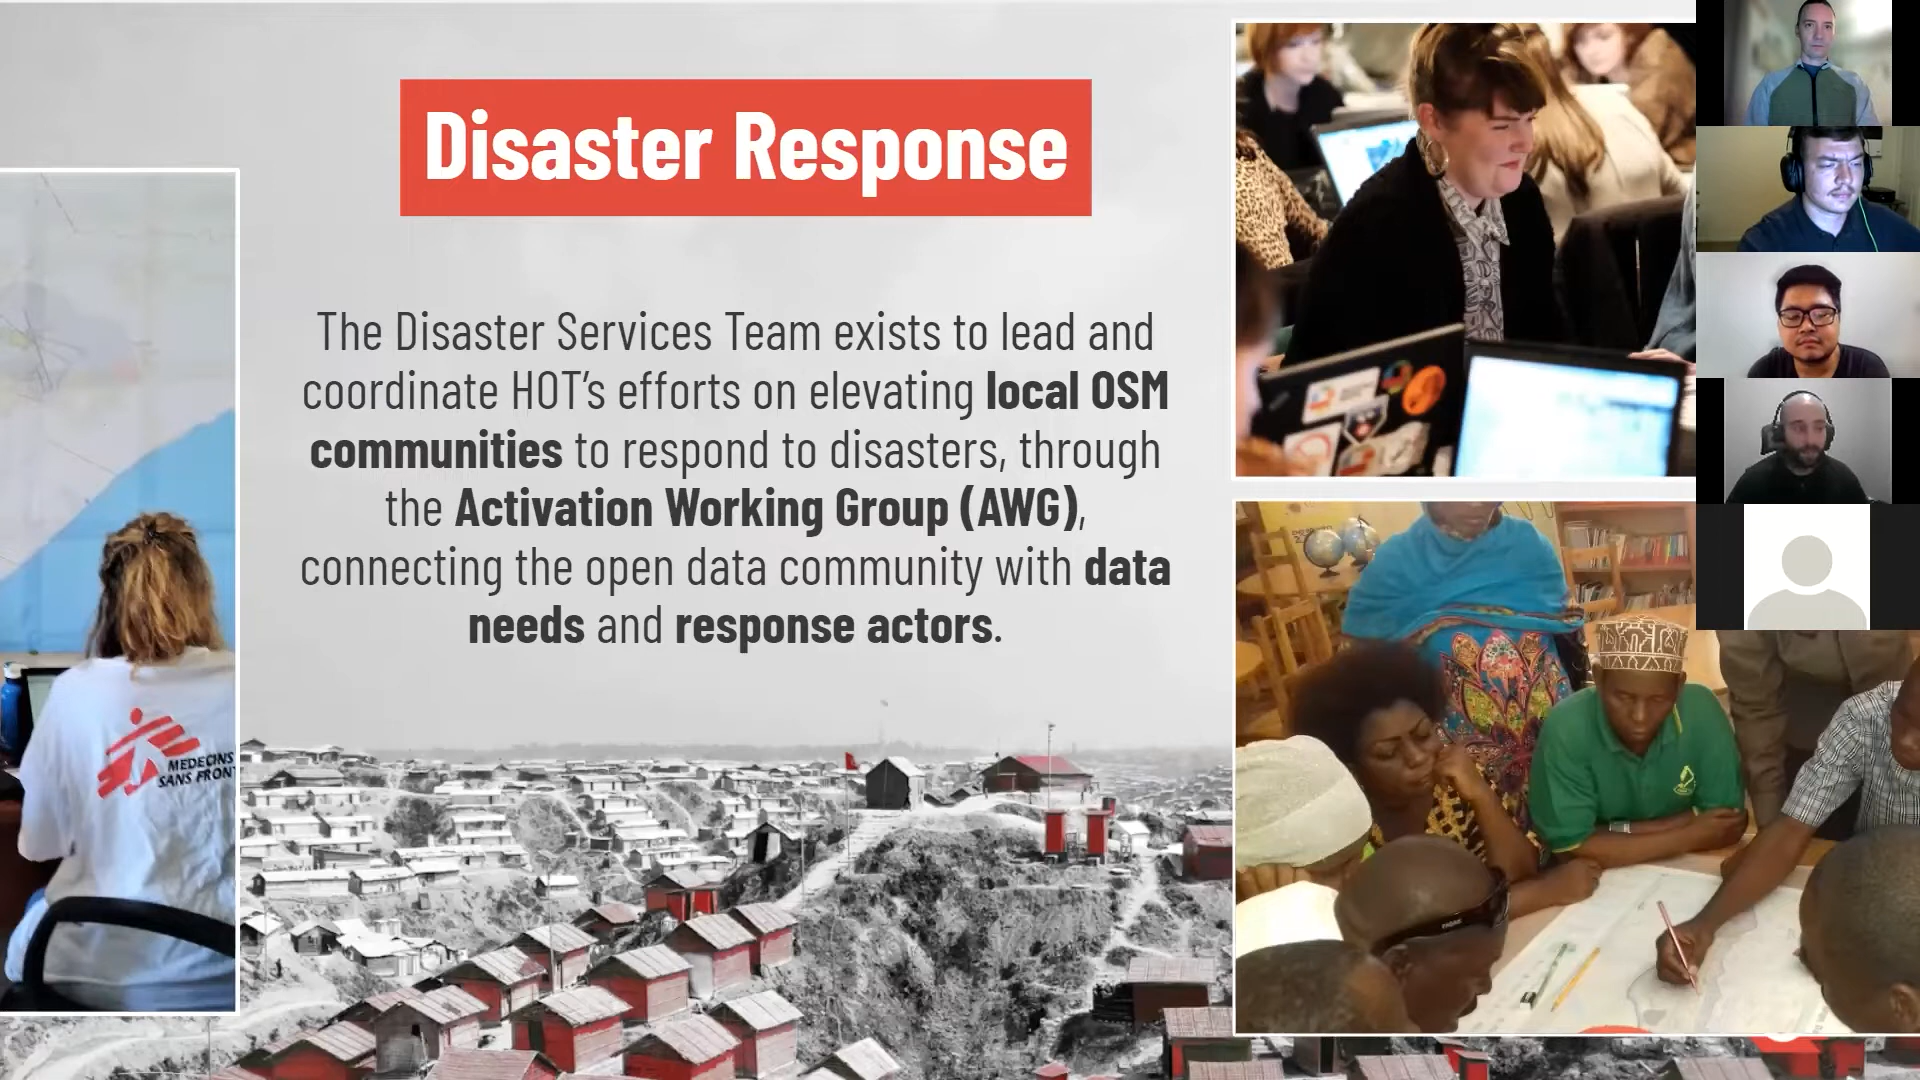 Disaster Response
The Disaster Services Team exists to lead and
coordinate HOT’s efforts on elevating local OSM
communities to respond to disasters, through
the Activation Working Group (AWG),
connecting the open data community with data
needs and response actors.
MEDECINS
SANS FRONT